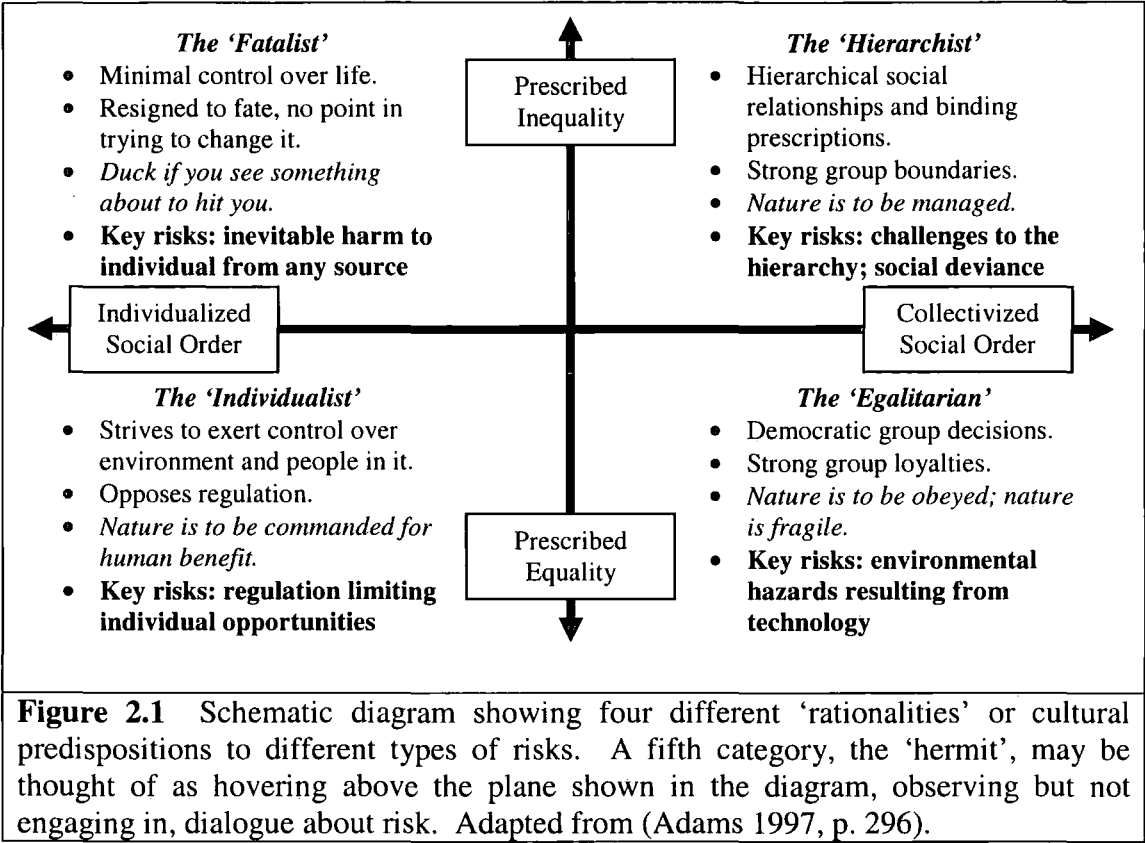 The ‘Fatalist’
• Minimal control over life.
• Resigned to fate, no point in
trying to change it.
• Duck if you see something
about to hit you.
• Key risks: inevitable harm to
individual from any source
Prescribed
Inequality
The ‘Hierarchist’
• Hierarchical social
relationships and binding
prescriptions.
• Strong group boundaries.
• Nature is to be managed.
• Key risks: challenges to the
hierarchy; social deviance
Individualized
Social Order
Collectivized
Social Order
The ‘Individualist’
• Strives to exert control over
environment and people in it.
• Opposes regulation.
• Nature is to be commanded for
human benefit.
• Key risks: regulation limiting
individual opportunities
Prescribed
Equality
The ‘Egalitarian’
• Democratic group decisions.
• Strong group loyalties.
• Nature is to be obeyed; nature
is fragile.
• Key risks: environmental
hazards resulting from
technology
Figure 2.1 Schematic diagram showing four different ‘rationalities’ or cultural
predispositions to different types of risks. A fifth category, the ‘hermit’, may be
thought of as hovering above the plane shown in the diagram, observing but not
engaging in, dialogue about risk. Adapted from (Adams 1997, p. 296).